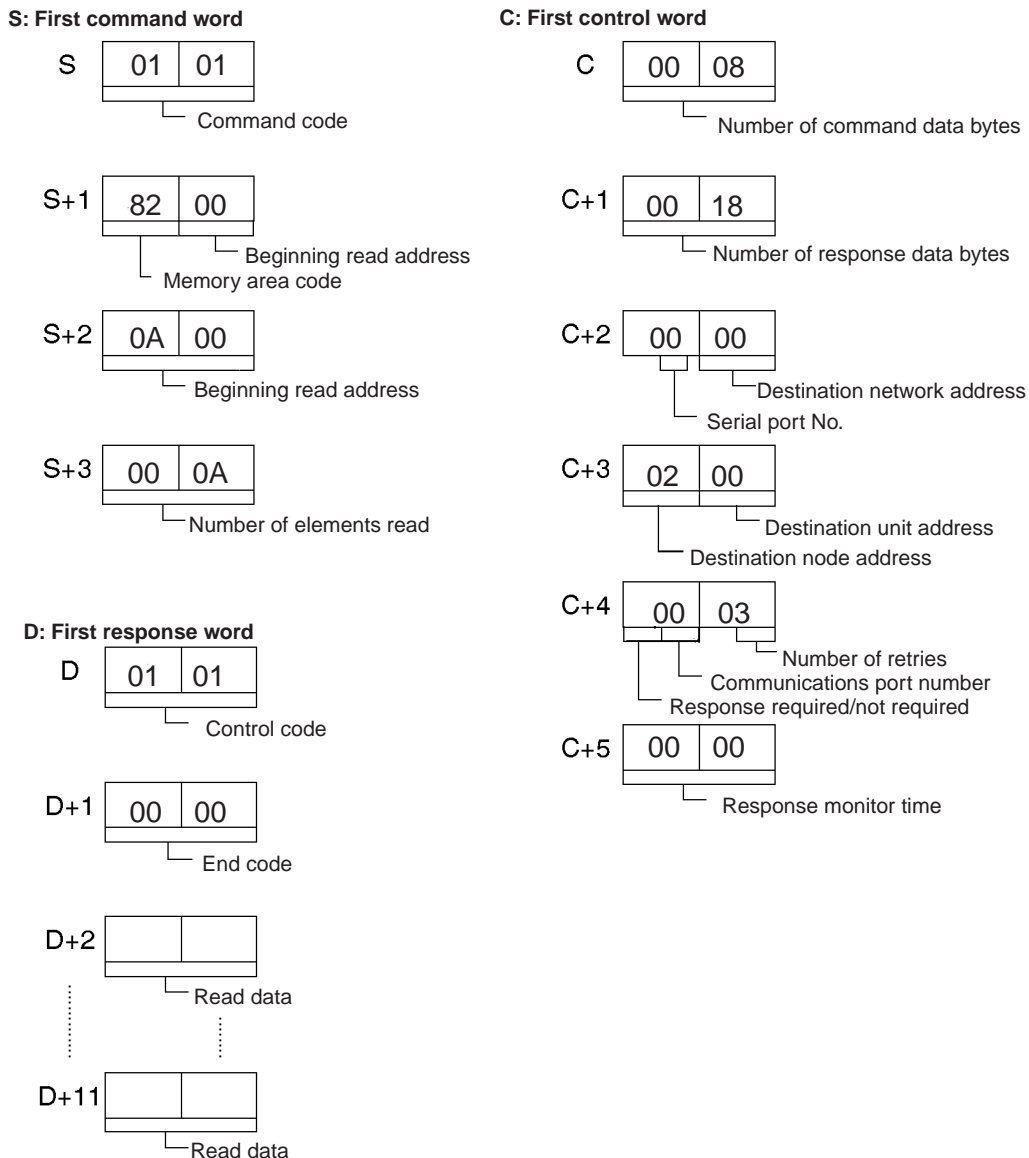 S: First command word
S 01 01
Command code
S+1 82 00
Beginning read address
Memory area code
S+2 0A 00
Beginning read address
S+3 00 0A
Number of elements read
D: First response word
D 01 01
Control code
D+1 00 00
End code
D+2
Read data
D+11
Read data
C: First control word
C 00 08
Number of command data bytes
C+1 00 18
Number of response data bytes
C+2 00 00
Destination network address
Serial port No.
C+3 02 00
Destination unit address
Destination node address
C+4 00 03
Number of retries
Communications port number
Response required/not required
C+5 00 00
Response monitor time